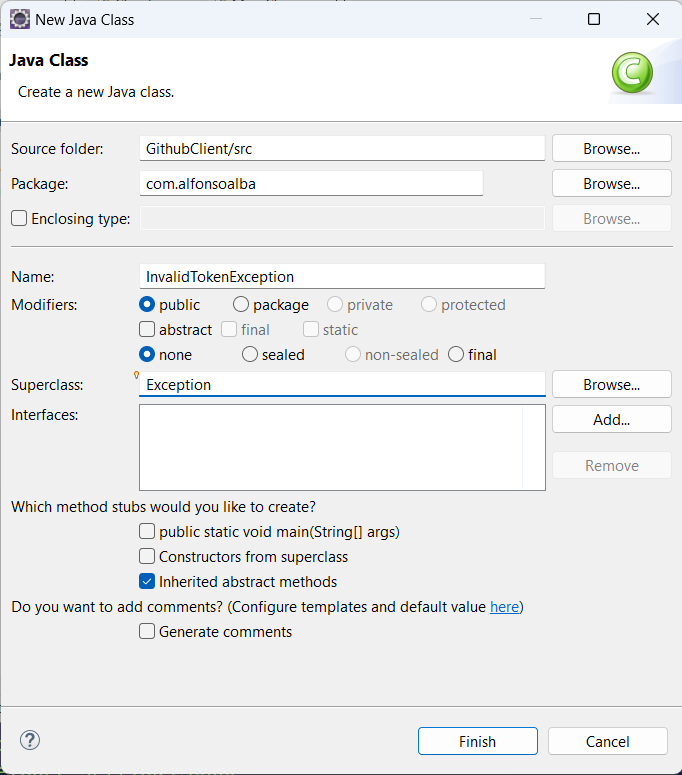 New Java Class
Java Class
Create a new Java class.
Source folder: GithubClient/src Browse...
Package: com.alfonsoalba Browse...
Enclosing type: Browse...
Name: InvalidTokenException
Modifiers: public package private protected
abstract final static
none sealed non-sealed final
Superclass: Exception Browse...
Interfaces: Add...
Remove
Which method stubs would you like to create?
public static void main(String[] args)
Constructors from superclass
Inherited abstract methods
Do you want to add comments? (Configure templates and default value here)
Generate comments
? Finish Cancel